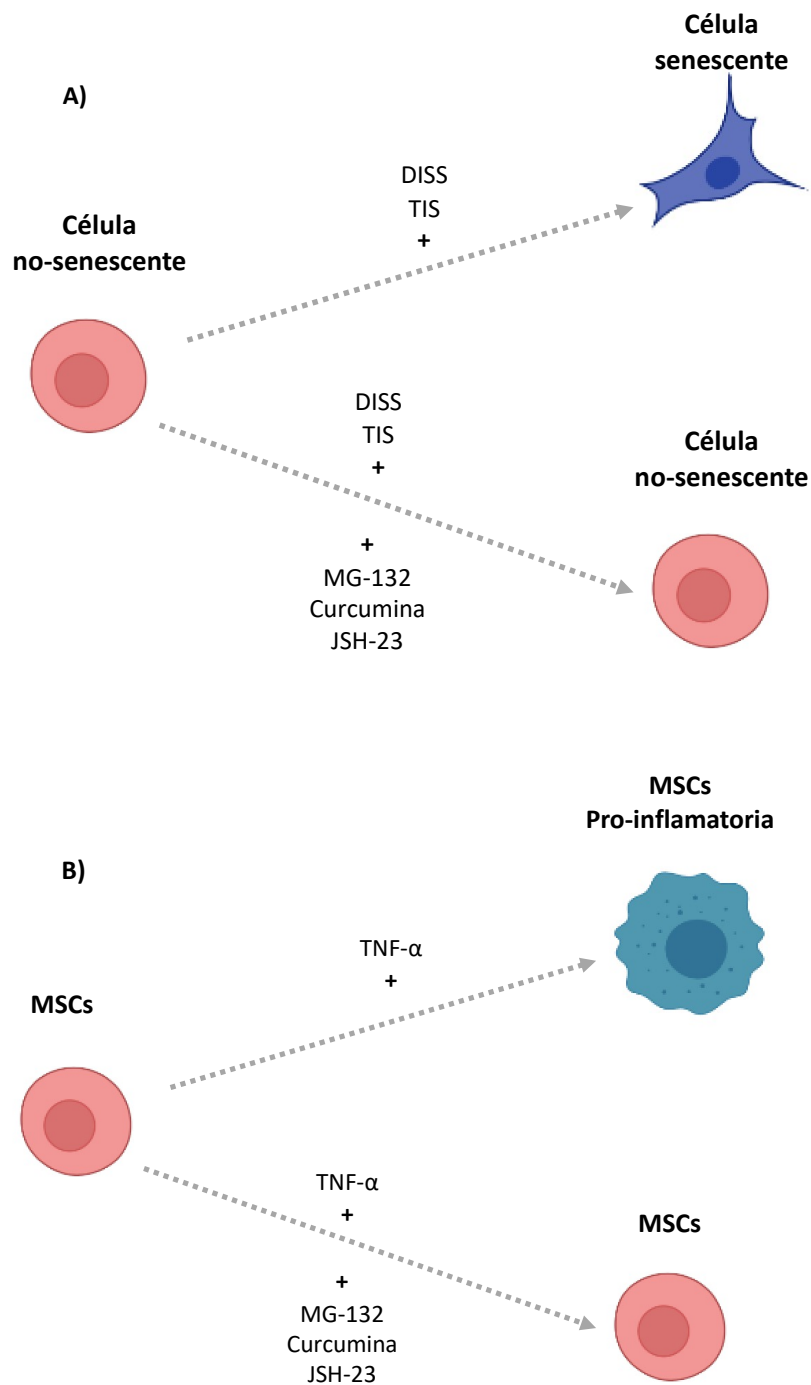 Célula
senescente
A)
DISS
TIS
+
Célula
no-senescente
DISS
TIS
+
+
MG-132
Curcumina
JSH-23
Célula
no-senescente
MSCs
Pro-inflamatoria
B)
TNF-α
+
MSCs
TNF-α
+
+
MG-132
Curcumina
JSH-23
MSCs